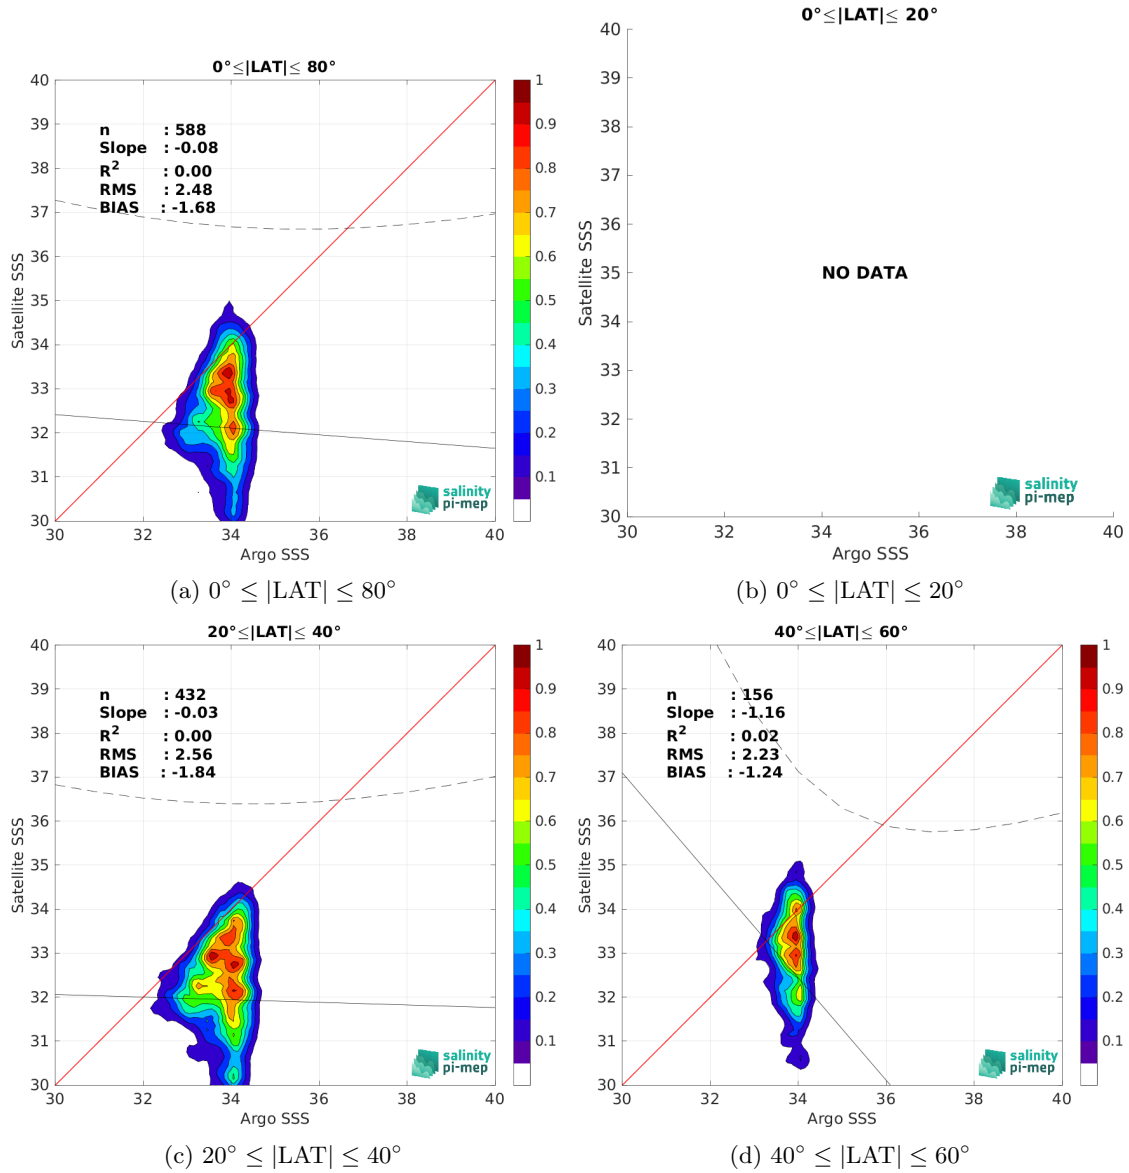 0°≤|LAT|≤ 80°
n : 588
Slope : -0.08
R² : 0.00
RMS : 2.48
BIAS : -1.68
Satellite SSS
40
39
38
37
36
35
34
33
32
31
30
30 32 34 36 38 40
Argo SSS
salinity
pi-mep
1
0.9
0.8
0.7
0.6
0.5
0.4
0.3
0.2
0.1
(a) 0° ≤ |LAT| ≤ 80°
0°≤|LAT|≤ 20°
Satellite SSS
40
39
38
37
36
35
34
33
32
31
30
NO DATA
30 32 34 36 38 40
Argo SSS
salinity
pi-mep
(b) 0° ≤ |LAT| ≤ 20°
20°≤|LAT|≤ 40°
n : 432
Slope : -0.03
R² : 0.00
RMS : 2.56
BIAS : -1.84
Satellite SSS
40
39
38
37
36
35
34
33
32
31
30
30 32 34 36 38 40
Argo SSS
salinity
pi-mep
1
0.9
0.8
0.7
0.6
0.5
0.4
0.3
0.2
0.1
(c) 20° ≤ |LAT| ≤ 40°
40°≤|LAT|≤ 60°
n : 156
Slope : -1.16
R² : 0.02
RMS : 2.23
BIAS : -1.24
Satellite SSS
40
39
38
37
36
35
34
33
32
31
30
30 32 34 36 38 40
Argo SSS
salinity
pi-mep
1
0.9
0.8
0.7
0.6
0.5
0.4
0.3
0.2
0.1
(d) 40° ≤ |LAT| ≤ 60°